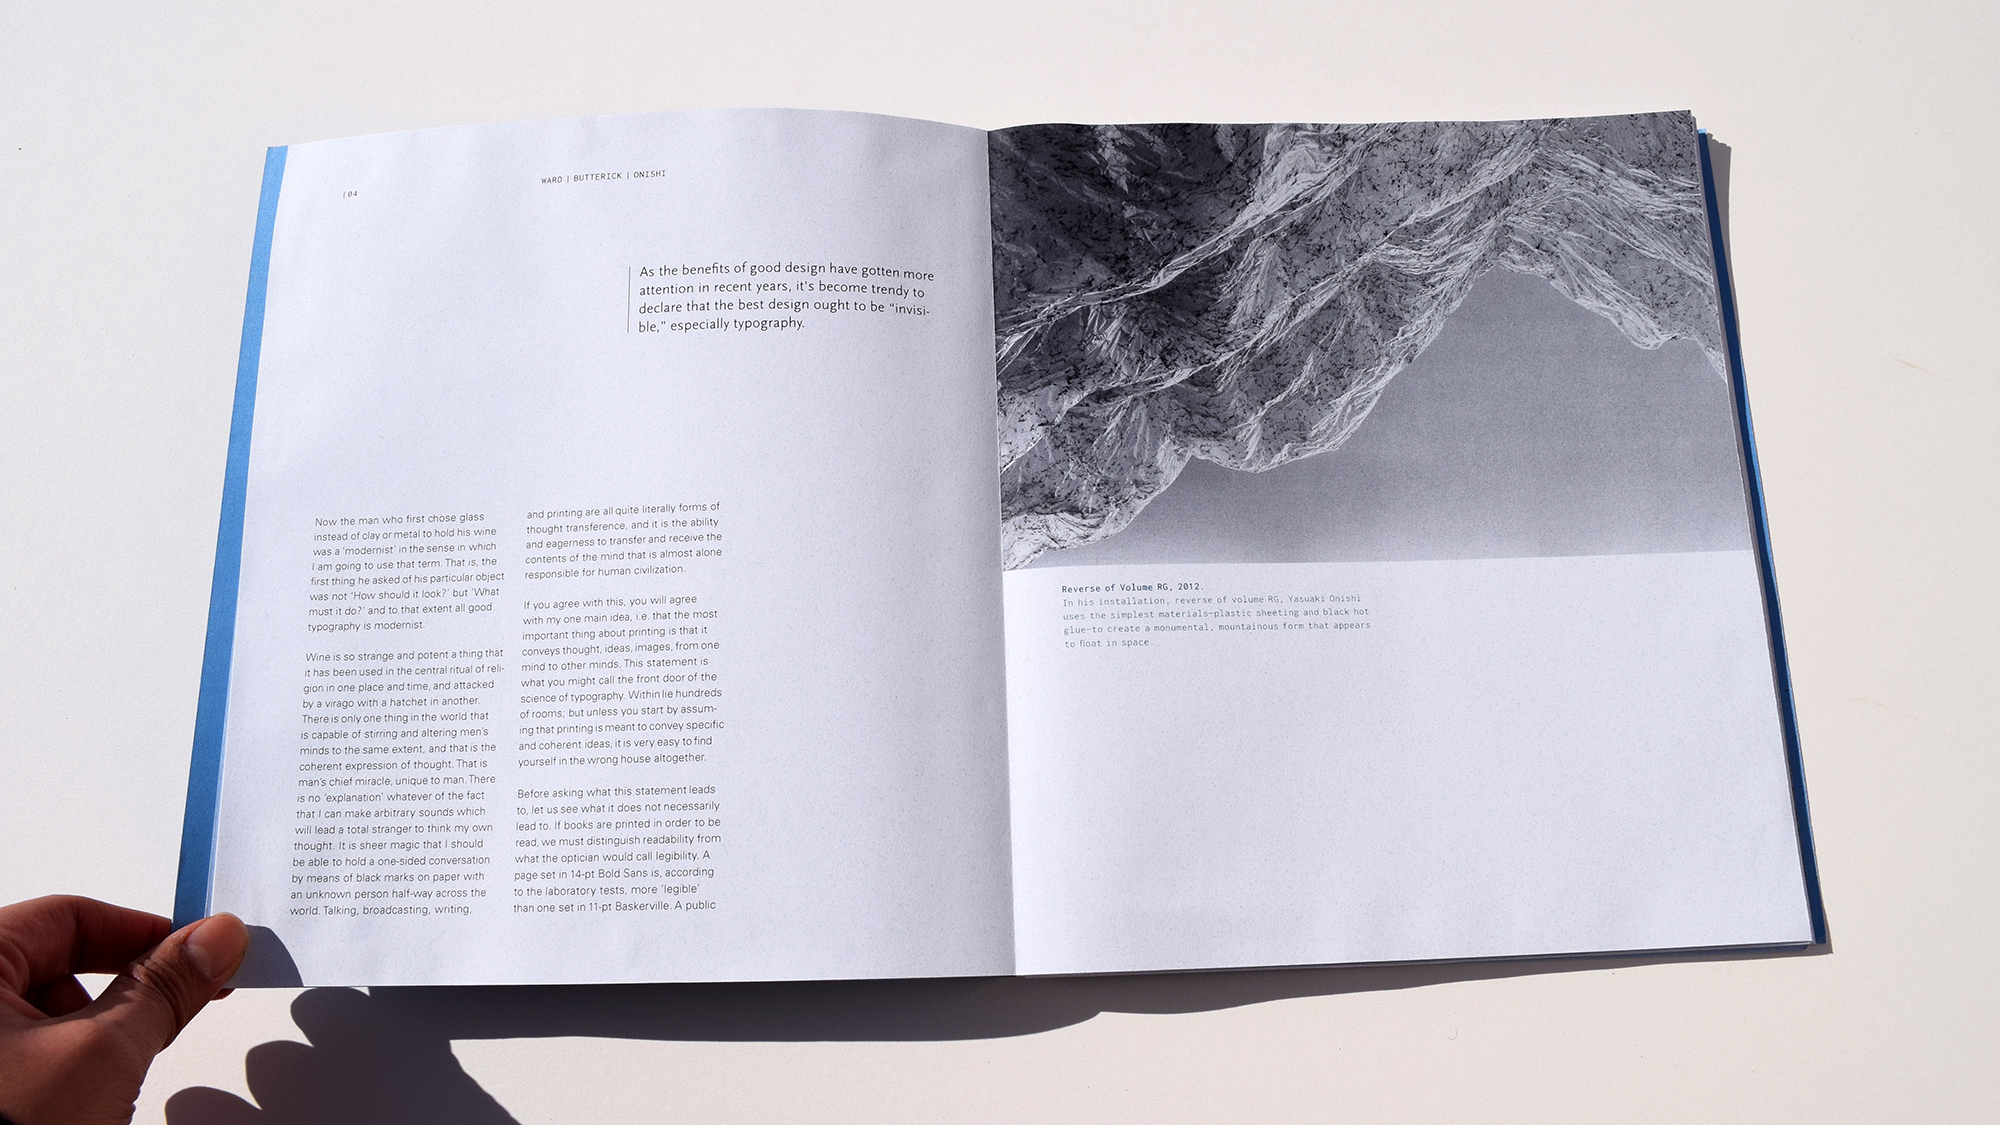 |04
WARD | BUTTERICK | ONISHI
As the benefits of good design have gotten more
attention in recent years, it's become trendy to
declare that the best design ought to be “invisi-
ble,” especially typography.
Now the man who first chose glass
instead of clay or metal to hold his wine
was a ‘modernist’ in the sense in which
I am going to use that term. That is, the
first thing he asked of his particular object
was not ‘How should it look?’ but ‘What
must it do?’ and to that extent all good
typography is modernist.
Wine is so strange and potent a thing that
it has been used in the central ritual of reli-
gion in one place and time, and attacked
by a virago with a hatchet in another.
There is only one thing in the world that
is capable of stirring and altering men's
minds to the same extent, and that is the
coherent expression of thought. That is
man's chief miracle, unique to man. There
is no ‘explanation’ whatever of the fact
that I can make arbitrary sounds which
will lead a total stranger to think my own
thought. It is sheer magic that I should
be able to hold a one-sided conversation
by means of black marks on paper with
an unknown person half-way across the
world. Talking, broadcasting, writing,
and printing are all quite literally forms of
thought transference, and it is the ability
and eagerness to transfer and receive the
contents of the mind that is almost alone
responsible for human civilization.
If you agree with this, you will agree
with my one main idea, i.e. that the most
important thing about printing is that it
conveys thought, ideas, images, from one
mind to other minds. This statement is
what you might call the front door of the
science of typography. Within lie hundreds
of rooms; but unless you start by assum-
ing that printing is meant to convey specific
and coherent ideas, it is very easy to find
yourself in the wrong house altogether.
Before asking what this statement leads
to, let us see what it does not necessarily
lead to. If books are printed in order to be
read, we must distinguish readability from
what the optician would call legibility. A
page set in 14-pt Bold Sans is, according
to the laboratory tests, more ‘legible’
than one set in 11-pt Baskerville. A public
Reverse of Volume RG, 2012.
In his installation, reverse of volume RG, Yasuaki Onishi
uses the simplest materials—plastic sheeting and black hot
glue—to create a monumental, mountainous form that appears
to float in space.